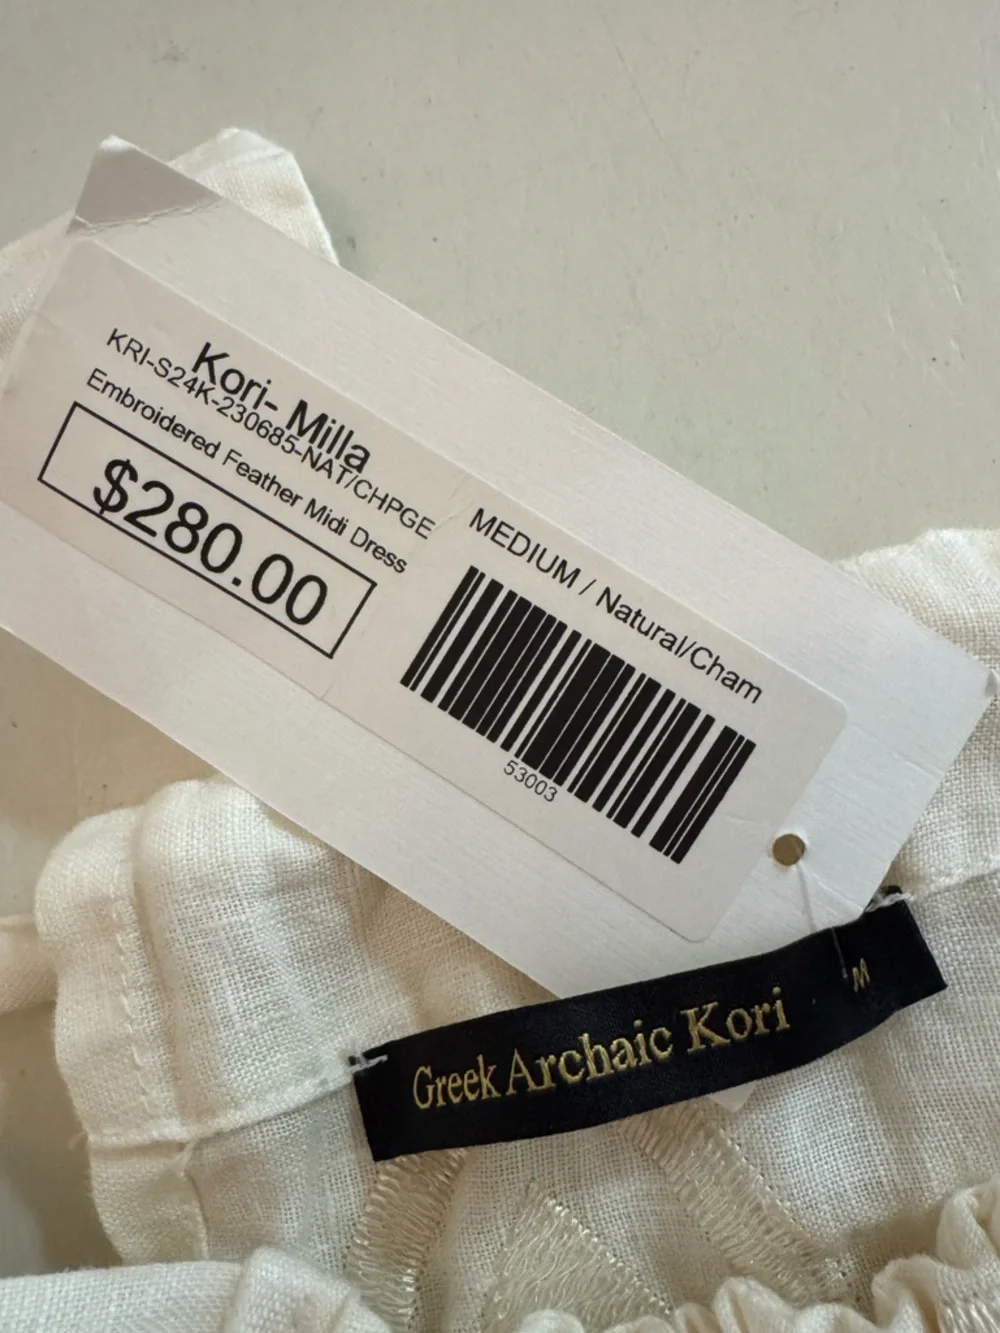 Kori- Milla
KRI-S24K-230685-NAT/CHPGE
Embroidered Feather Midi Dress
$280.00
MEDIUM / Natural/Cham
53003
Greek Archaic Kori
M